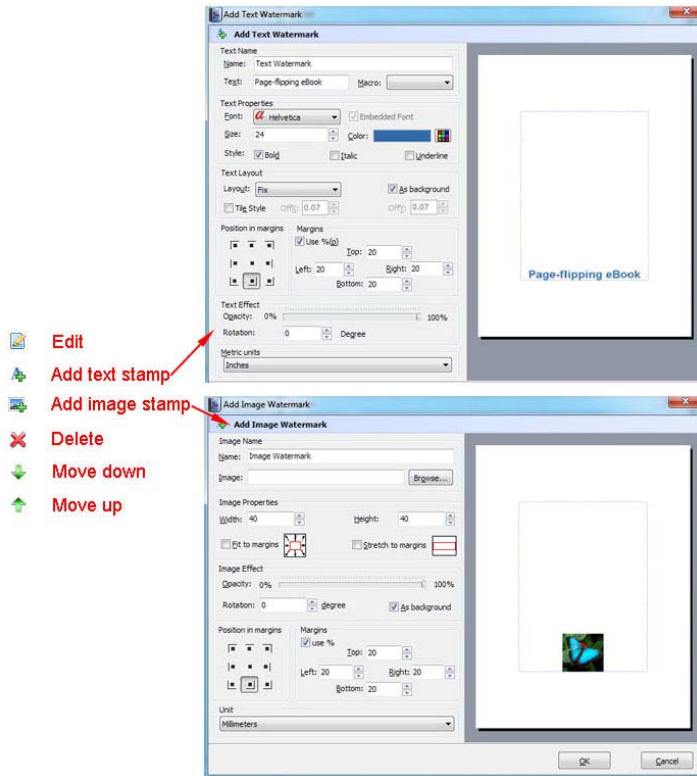 Add Text Watermark
Add Text Watermark
Text Name
Name: Text Watermark
Text: Page-flipping eBook Macro:
Text Properties
Font: a Helvetica Embedded Font
Size: 24 Color:
Style: Bold Italic Underline
Text Layout
Layout: Fix As background
Tile Style OffX: 0.07 OffY: 0.07
Position in margins Margins
Use %(p)
Top: 20
Left: 20 Right: 20
Bottom: 20
Text Effect
Opacity: 0% 100%
Rotation: 0 Degree
Metric units
Inches
Page-flipping eBook
Edit
Add text stamp
Add image stamp
Delete
Move down
Move up
Add Image Watermark
Add Image Watermark
Image Name
Name: Image Watermark
Image: Browse...
Image Properties
Width: 40 Height: 40
Fit to margins Stretch to margins
Image Effect
Opacity: 0% 100%
Rotation: 0 degree As background
Position in margins Margins
use %
Top: 20
Left: 20 Right: 20
Bottom: 20
Unit
Millimeters
OK Cancel